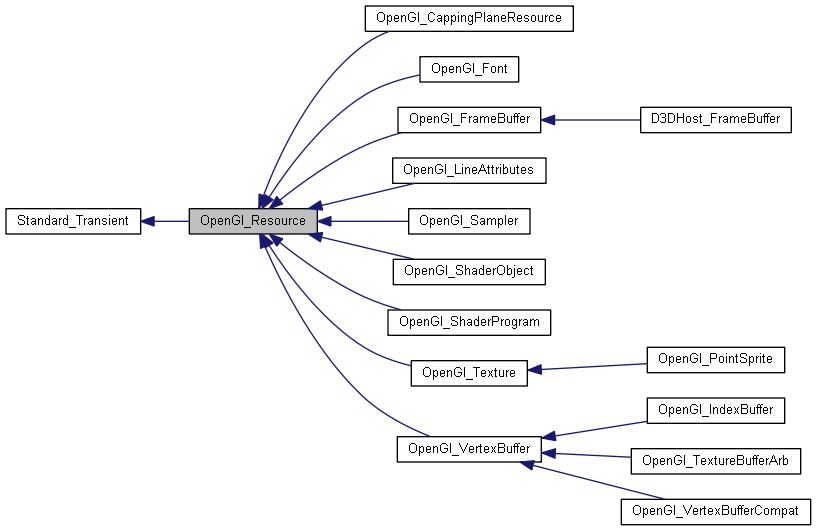 OpenGl_CappingPlaneResource
OpenGl_Font
OpenGl_FrameBuffer
D3DHost_FrameBuffer
OpenGl_LineAttributes
Standard_Transient
OpenGl_Resource
OpenGl_Sampler
OpenGl_ShaderObject
OpenGl_ShaderProgram
OpenGl_Texture
OpenGl_PointSprite
OpenGl_IndexBuffer
OpenGl_VertexBuffer
OpenGl_TextureBufferArb
OpenGl_VertexBufferCompat